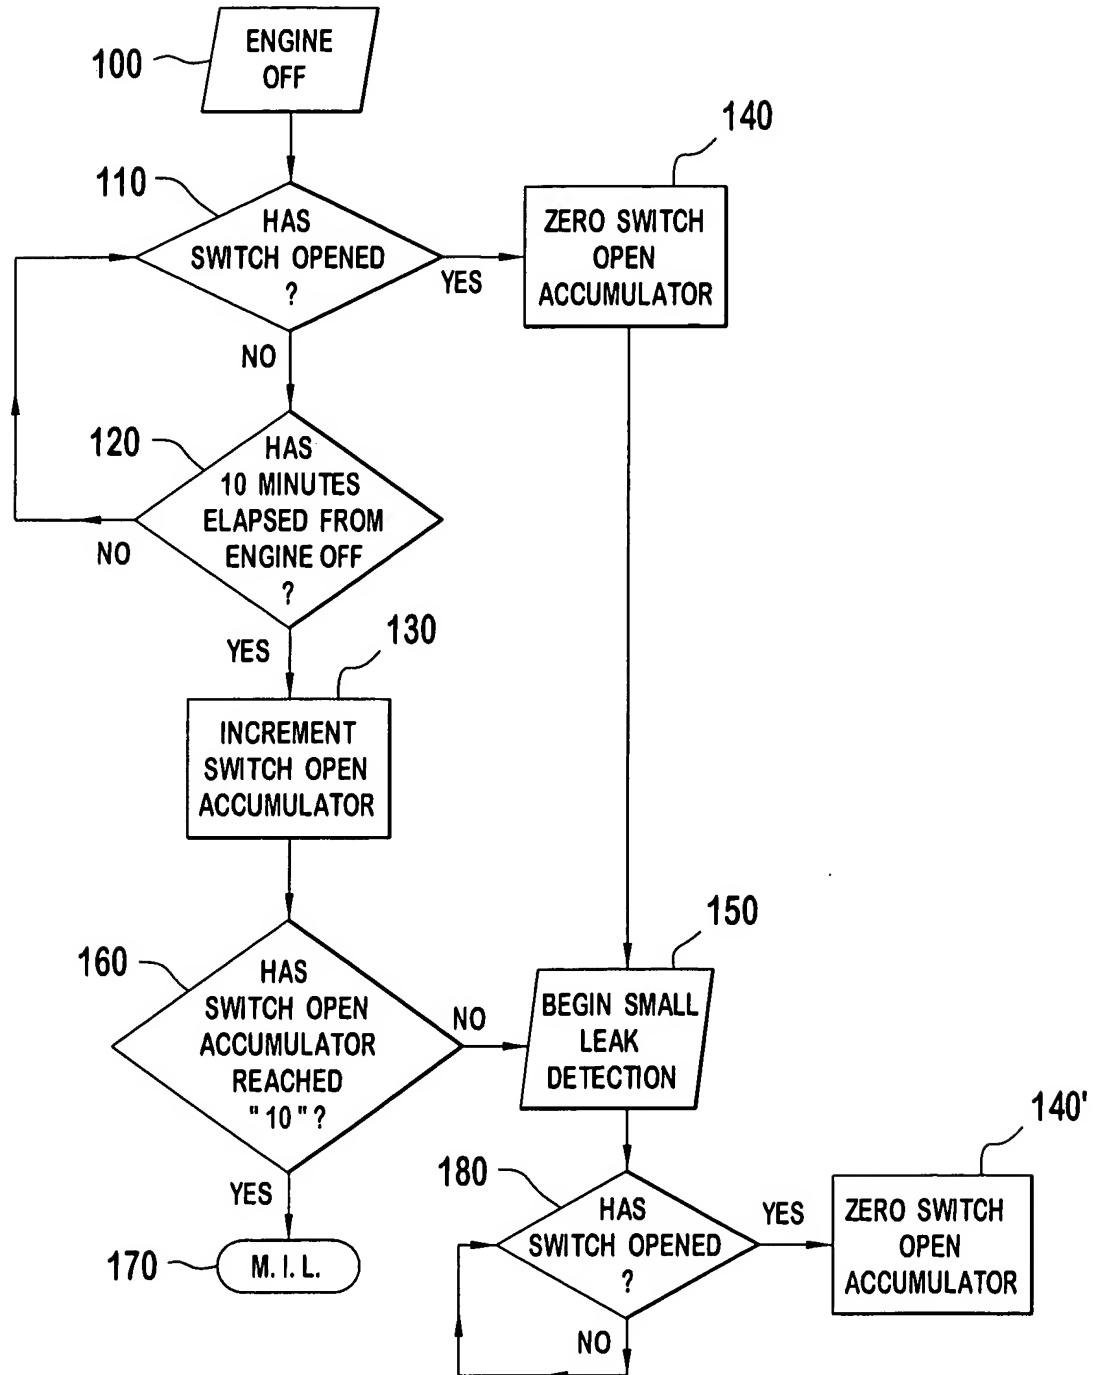 100
ENGINE
OFF
140
110
HAS
SWITCH OPENED
?
YES
ZERO SWITCH
OPEN
ACCUMULATOR
NO
120
HAS
10 MINUTES
ELAPSED FROM
ENGINE OFF
?
NO
YES
130
INCREMENT
SWITCH OPEN
ACCUMULATOR
150
160
HAS
SWITCH OPEN
ACCUMULATOR
REACHED
"10"?
NO
BEGIN SMALL
LEAK
DETECTION
YES
140'
180
HAS
SWITCH OPENED
?
YES
ZERO SWITCH
OPEN
ACCUMULATOR
170
M. I. L.
NO